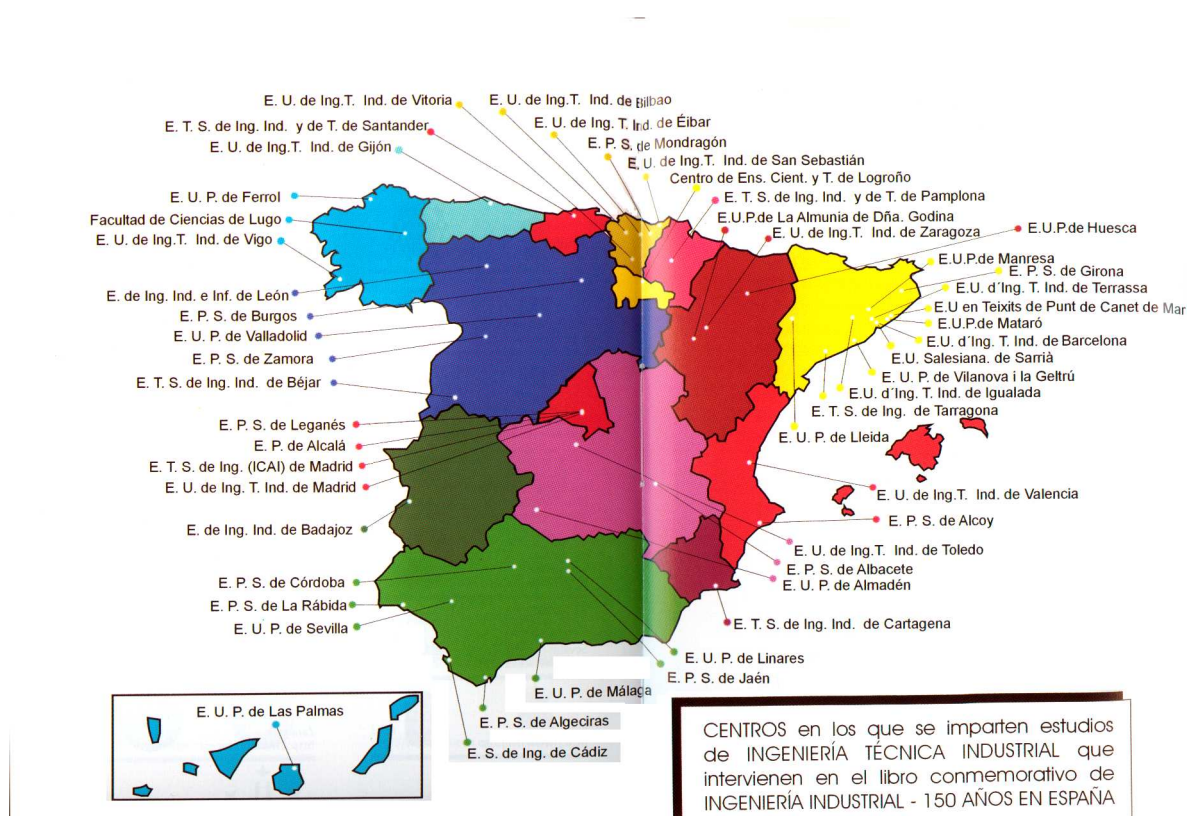 E. U. de Ing.T. Ind. de Vitoria
E. U. de Ing.T. Ind. de Bilbao
E. T. S. de Ing. Ind. y de T. de Santander
E. U. de Ing. T. Ind. de Éibar
E. U. de Ing.T. Ind. de Gijón
E. P. S. de Mondragón
E. U. de Ing.T. Ind. de San Sebastián
Centro de Ens. Cient. y T. de Logroño
E. U. P. de Ferrol
E. T. S. de Ing. Ind. y de T. de Pamplona
Facultad de Ciencias de Lugo
E.U.P.de La Almunia de Dña. Godina
E. U. de Ing.T. Ind. de Vigo
E. U. de Ing.T. Ind. de Zaragoza
E.U.P.de Huesca
E.U.P.de Manresa
E. P. S. de Girona
E.U. d´Ing. T. Ind. de Terrassa
E. de Ing. Ind. e Inf. de León
E.U en Teixits de Punt de Canet de Mar
E. P. S. de Burgos
E.U.P.de Mataró
E. U. P. de Valladolid
E.U. d´Ing. T. Ind. de Barcelona
E. P. S. de Zamora
E.U. Salesiana. de Sarrià
E. T. S. de Ing. Ind. de Béjar
E. U. P. de Vilanova i la Geltrú
E.U. d´Ing. T. Ind. de Igualada
E. T. S. de Ing. de Tarragona
E. P. S. de Leganés
E. U. P. de Lleida
E. P. de Alcalá
E. T. S. de Ing. (ICAI) de Madrid
E. U. de Ing. T. Ind. de Madrid
E. U. de Ing.T. Ind. de Valencia
E. de Ing. Ind. de Badajoz
E. P. S. de Alcoy
E. U. de Ing.T. Ind. de Toledo
E. P. S. de Albacete
E. P. S. de Córdoba
E. U. P. de Almadén
E. P. S. de La Rábida
E. U. P. de Sevilla
E. T. S. de Ing. Ind. de Cartagena
E. U. P. de Linares
E. P. S. de Jaén
E. U. P. de Málaga
E. U. P. de Las Palmas
E. P. S. de Algeciras
E. S. de Ing. de Cádiz
CENTROS en los que se imparten estudios
de INGENIERÍA TÉCNICA INDUSTRIAL que
intervienen en el libro conmemorativo de
INGENIERÍA INDUSTRIAL - 150 AÑOS EN ESPAÑA